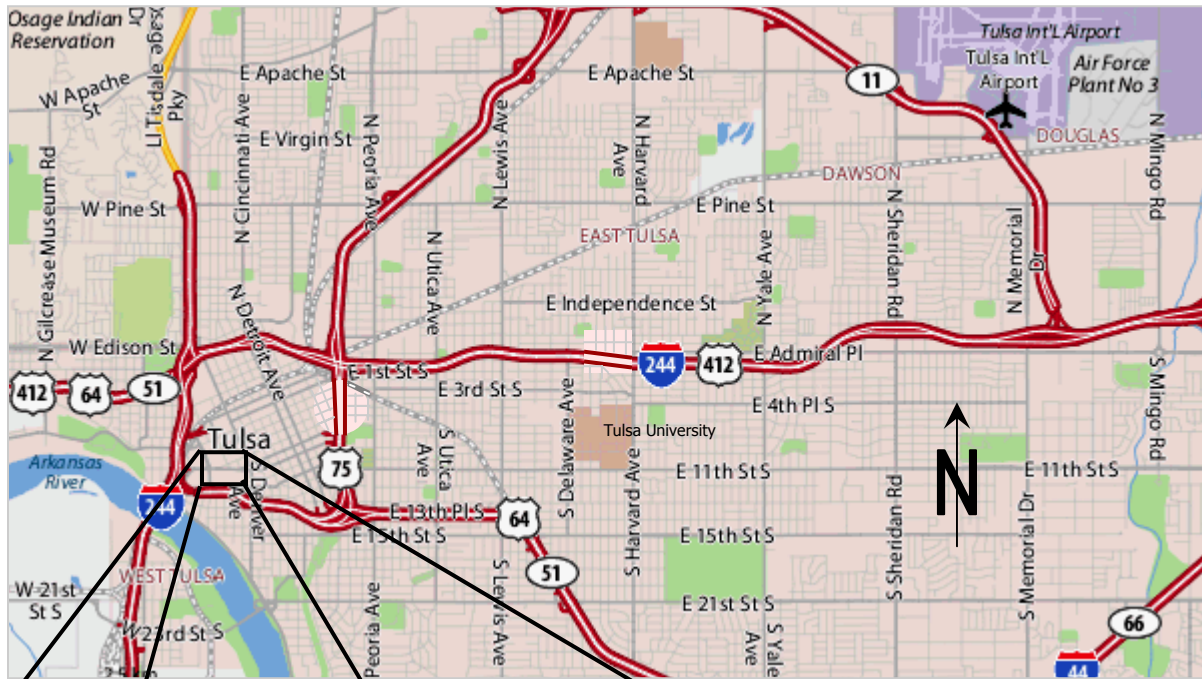 Osage Indian
Reservation
Tulsa Int'L Airport
Tulsa Int'L
Airport
Air Force
Plant No 3
E Apache St
E Apache St
W Apache
St
Ll Tisdale
Pky
Osage
Dr
11
E Virgin St
DOUGLAS
DAWSON
N Cincinnati Ave
N Peoria Ave
N Lewis Ave
N Harvard
Ave
N Mingo Rd
N Gilcrease Museum Rd
W Pine St
E Pine St
EAST TULSA
N Utica Ave
N Yale Ave
N Sheridan Rd
N Memorial
Dr
E Independence St
N Detroit Ave
W Edison St
E 1st St S
244
412
E Admiral Pl
412
64
51
E 3rd St S
E 4th Pl S
S Mingo Rd
Tulsa
Tulsa University
S Delaware Ave
S Utica
Ave
75
Arkansas
River
E 11th St S
E 11th St S
N
S Denver
Ave
244
E 13th Pl S
64
E 15th St S
E 15th St S
S Harvard Ave
S Sheridan Rd
S Memorial Dr
51
WEST TULSA
W 21st
St S
E 21st St S
W 23rd St S
Peoria Ave
S Lewis Ave
S Yale
Ave
66
44